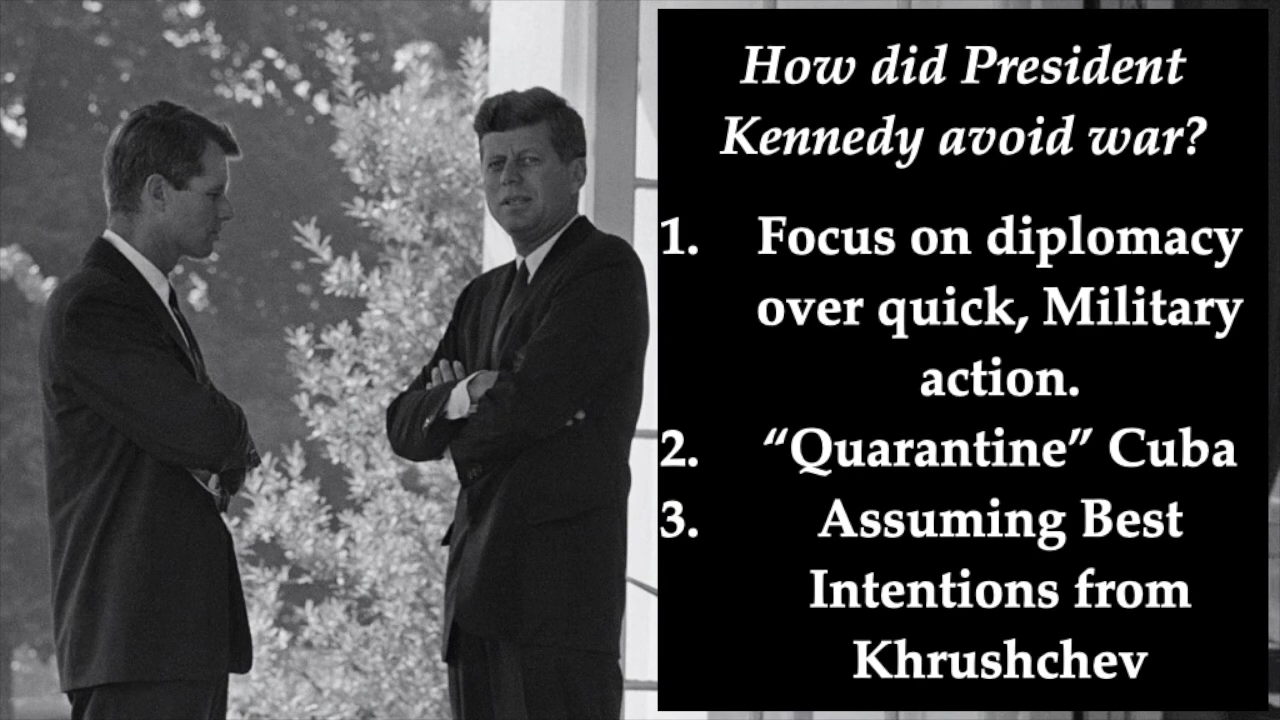 How did President
Kennedy avoid war?
1. Focus on diplomacy
over quick, Military
action.
2. “Quarantine” Cuba
3. Assuming Best
Intentions from
Khrushchev